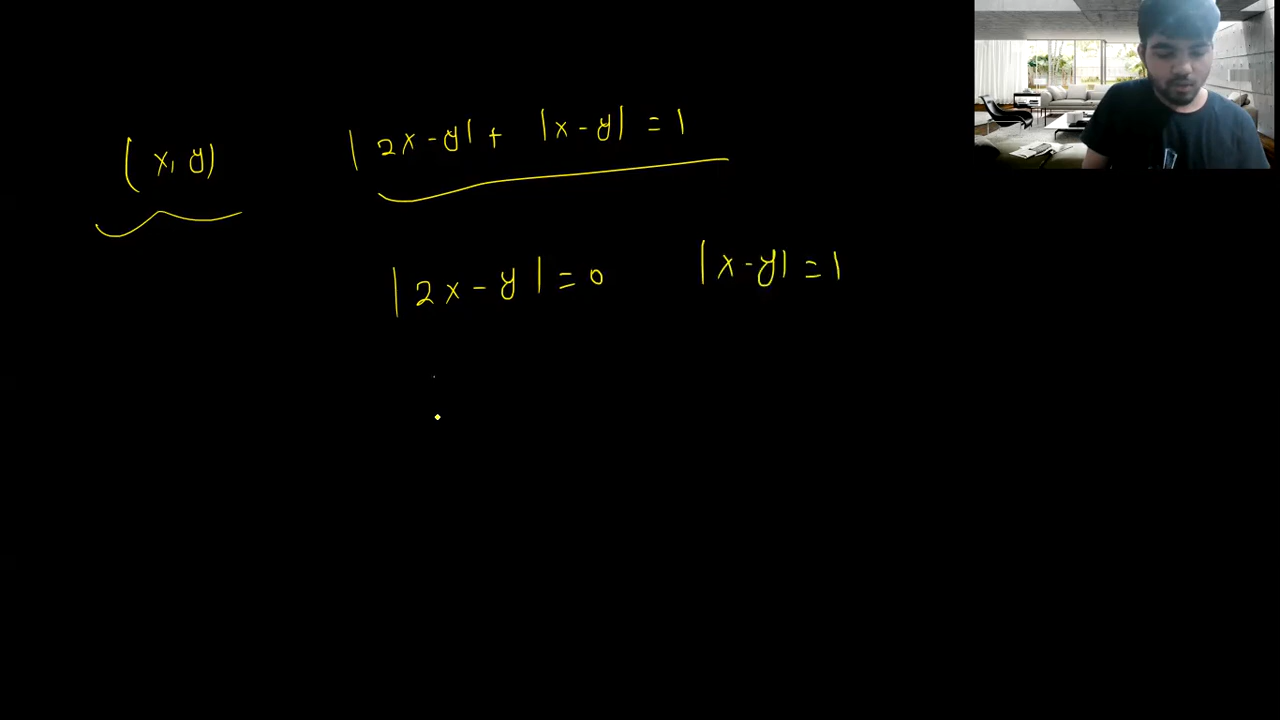 (x, y) |2x-y| + |x-y| = 1
|2x-y| = 0 |x-y| = 1